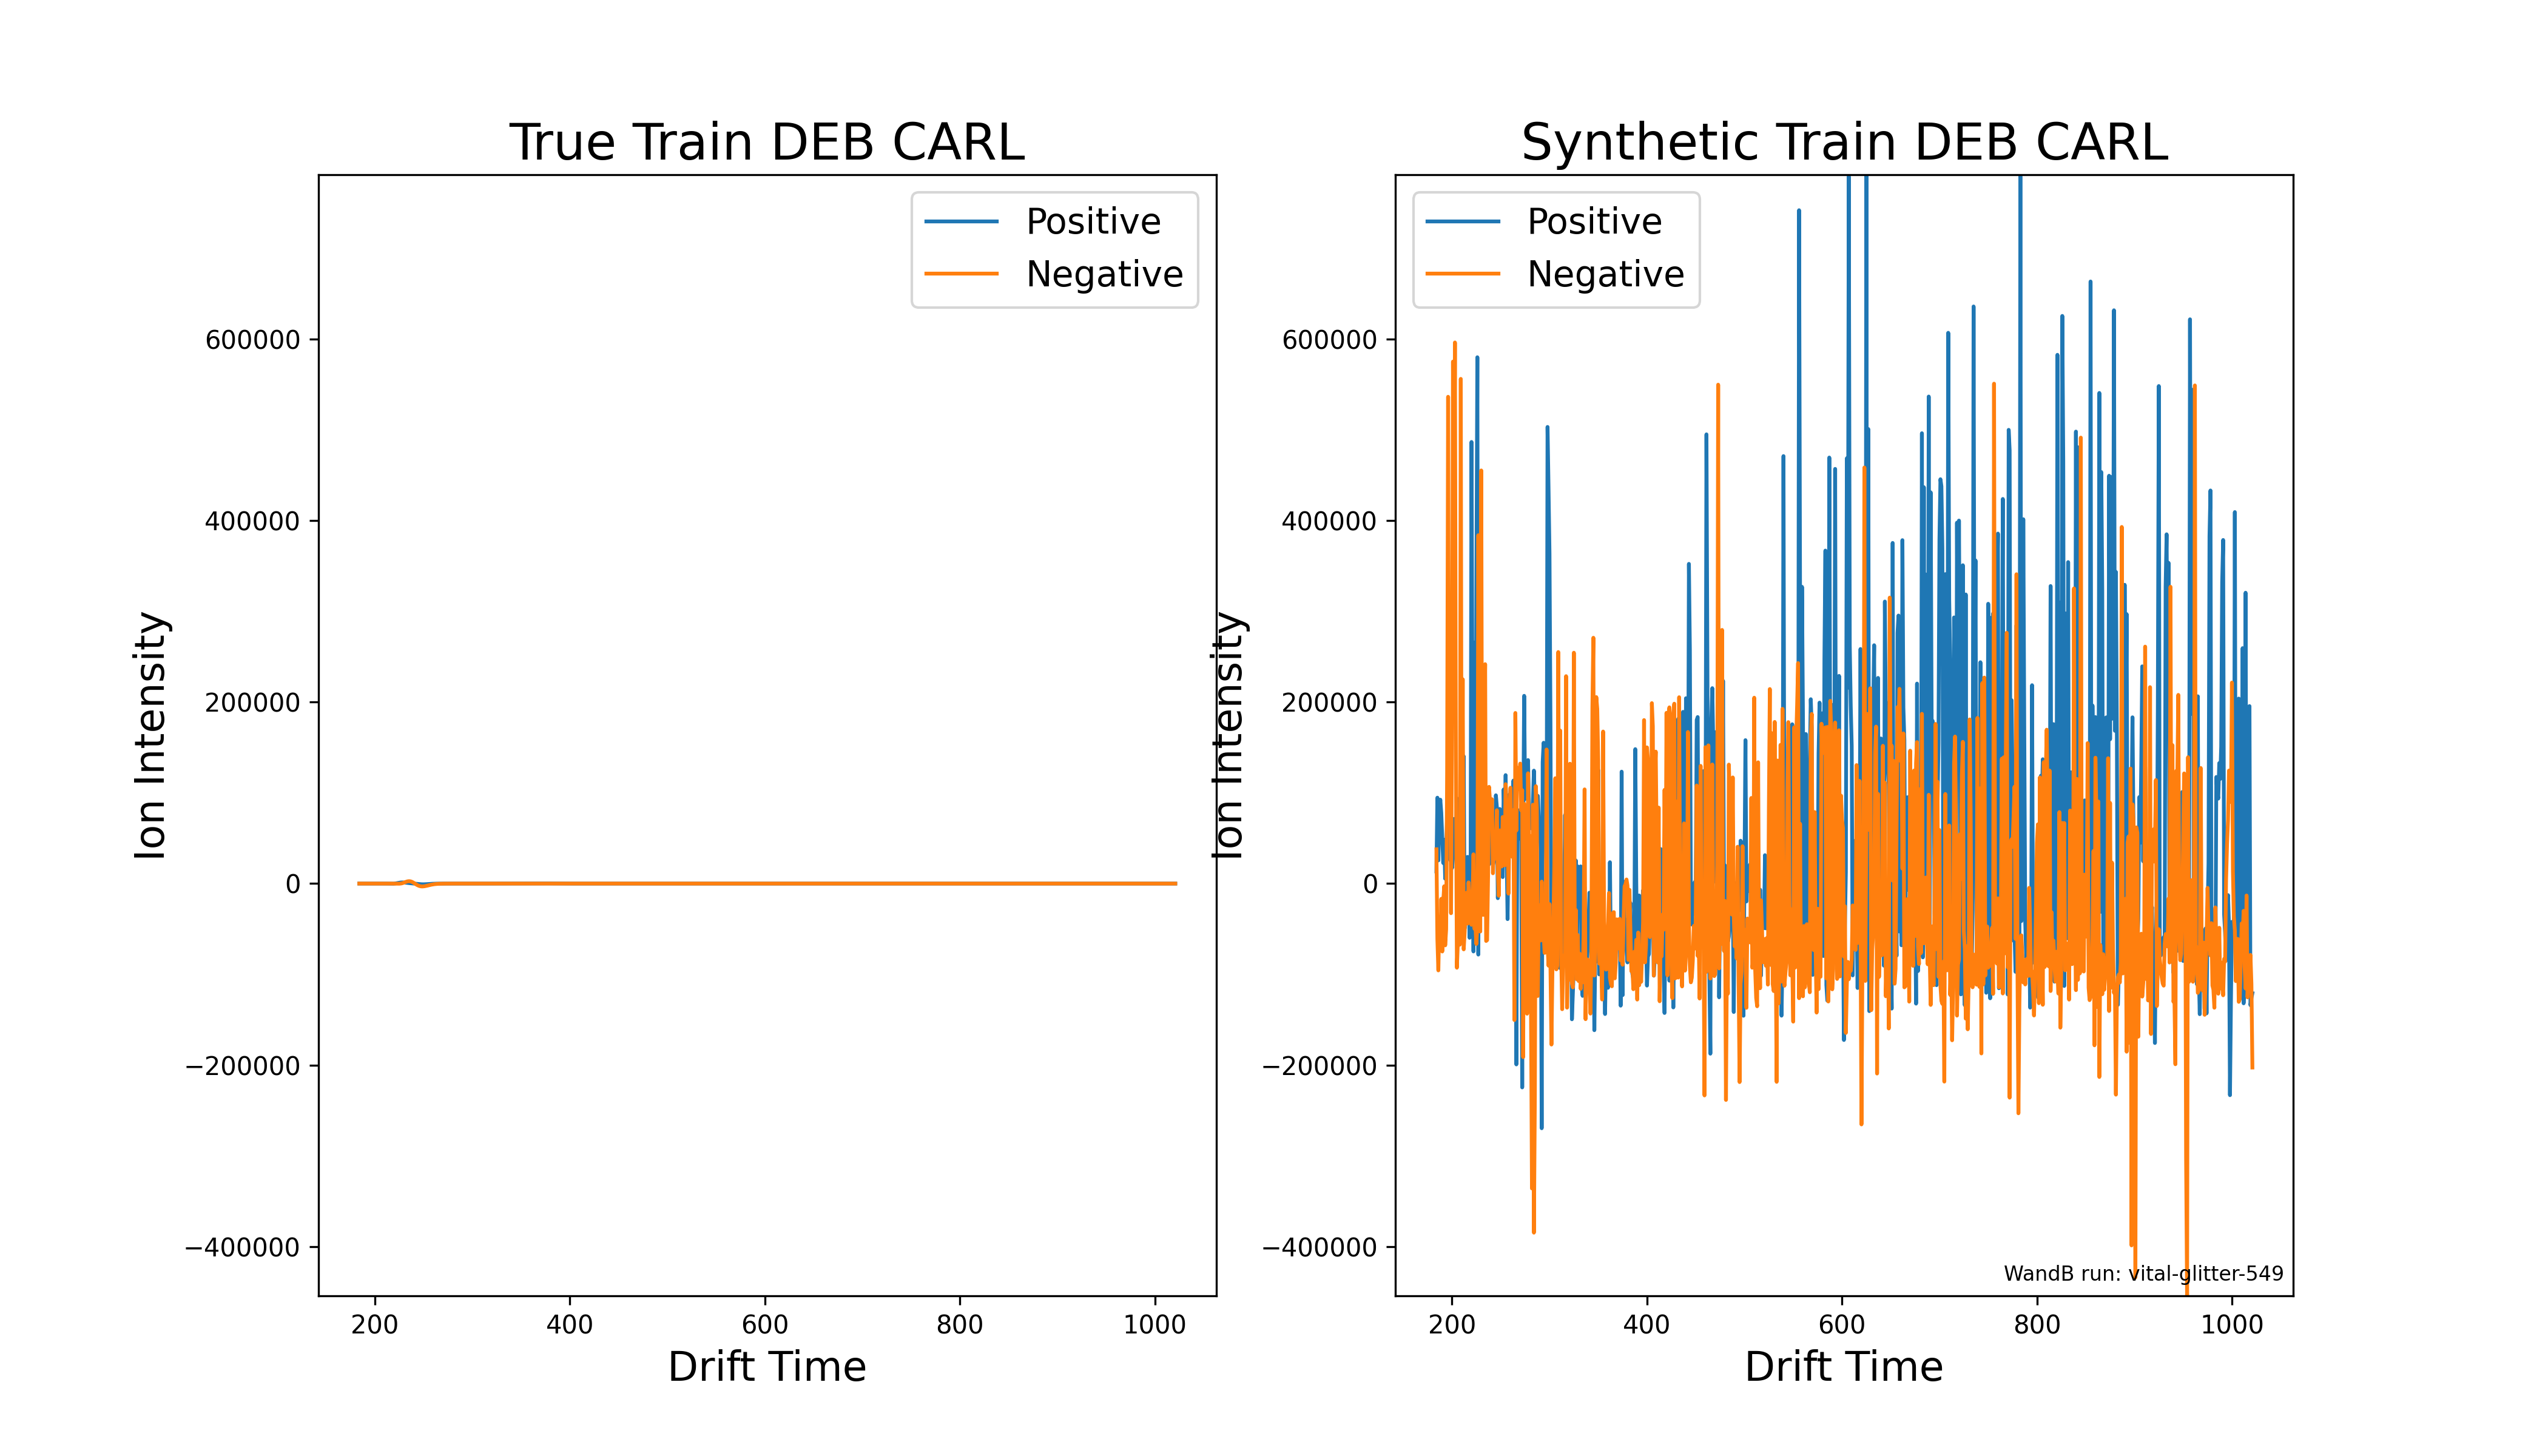 True Train DEB CARL
Positive
Negative
600000
400000
200000
0
−200000
−400000
Ion Intensity
200
400
600
800
1000
Drift Time
Synthetic Train DEB CARL
Positive
Negative
600000
400000
200000
0
−200000
−400000
Ion Intensity
WandB run: vital-glitter-549
200
400
600
800
1000
Drift Time